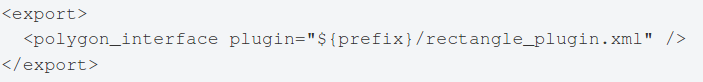 <export>
  <polygon_interface plugin="${prefix}/rectangle_plugin.xml" />
</export>